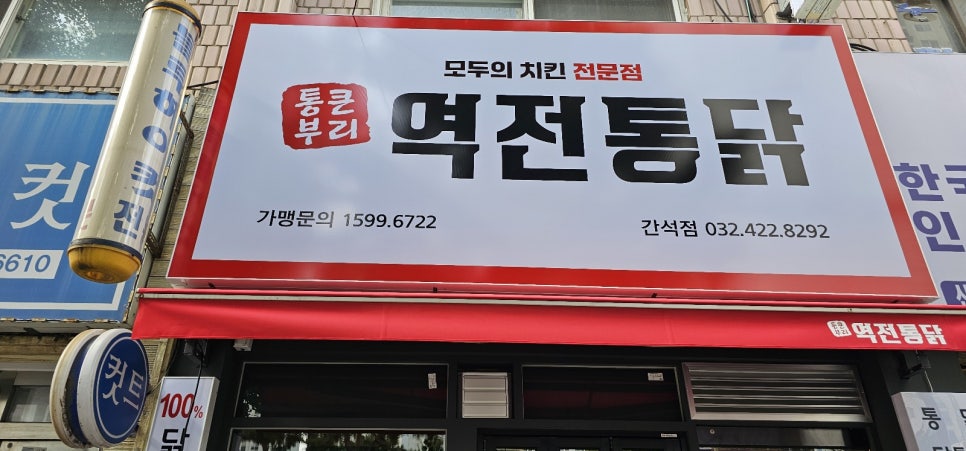 모두의 치킨 전문점
통큰
부리
역전통닭
가맹문의 1599.6722
간석점 032.422.8292
통큰
부리
역전통닭
컷
6610
컷트
100%
닭
한국
인
통